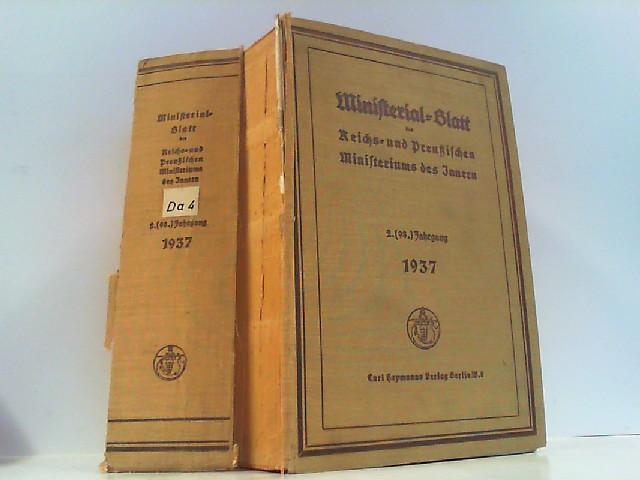 Ministerial-
Blatt
des
Reichs- und
Preußischen
Ministeriums
des Innern
Da 4
2.(98.) Jahrgang
1937
Ministerial-Blatt
des
Reichs- und Preußischen
Ministeriums des Innern
2.(98.) Jahrgang
1937
Carl Heymanns Verlag Berlin W.8